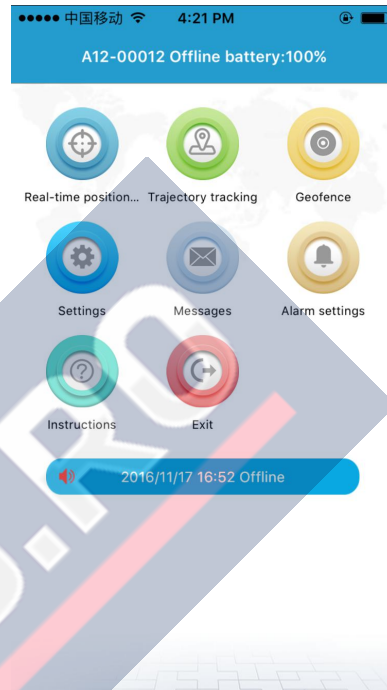 中国移动 4:21 PM
A12-00012 Offline battery:100%
Real-time position... Trajectory tracking Geofence
Settings Messages Alarm settings
Instructions Exit
2016/11/17 16:52 Offline